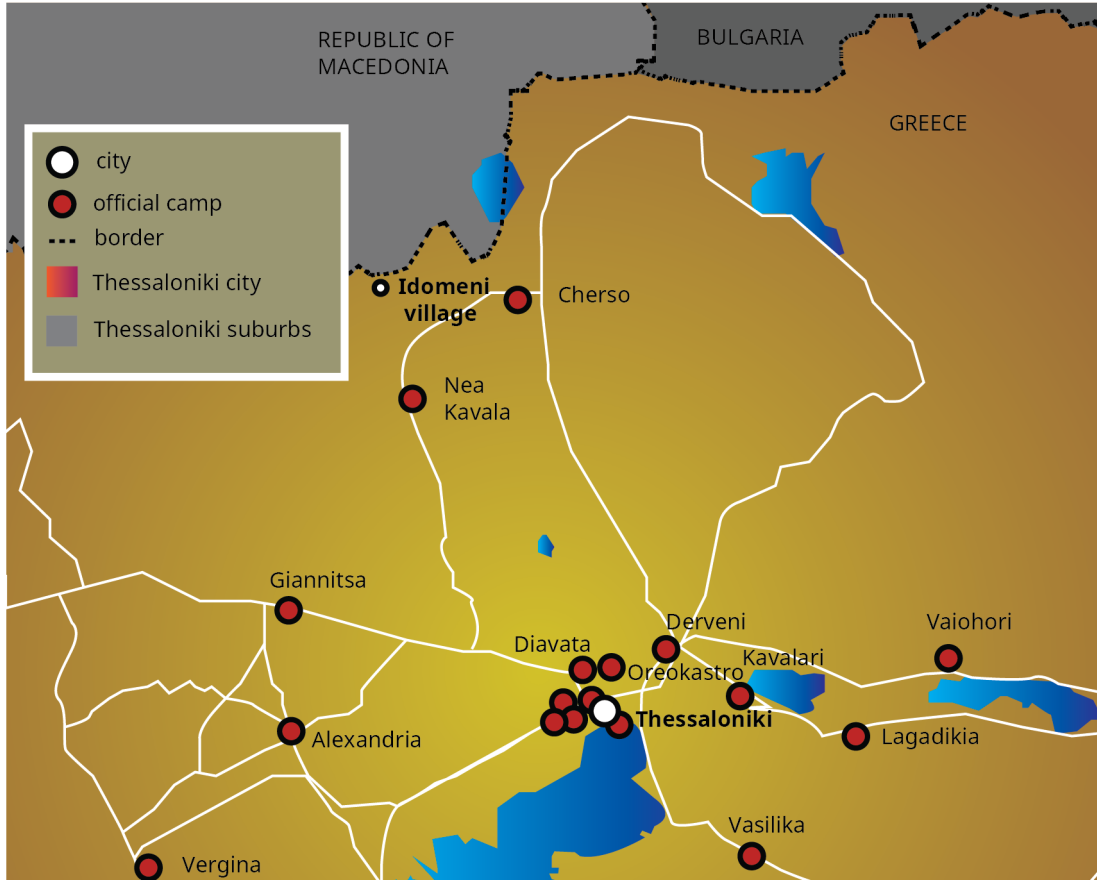 REPUBLIC OF
MACEDONIA
BULGARIA
GREECE
city
official camp
border
Thessaloniki city
Thessaloniki suburbs
Idomeni
village
Cherso
Nea
Kavala
Giannitsa
Diavata
Derveni
Oreokastro
Kavalari
Vaiohori
Thessaloniki
Alexandria
Lagadikia
Vasilika
Vergina